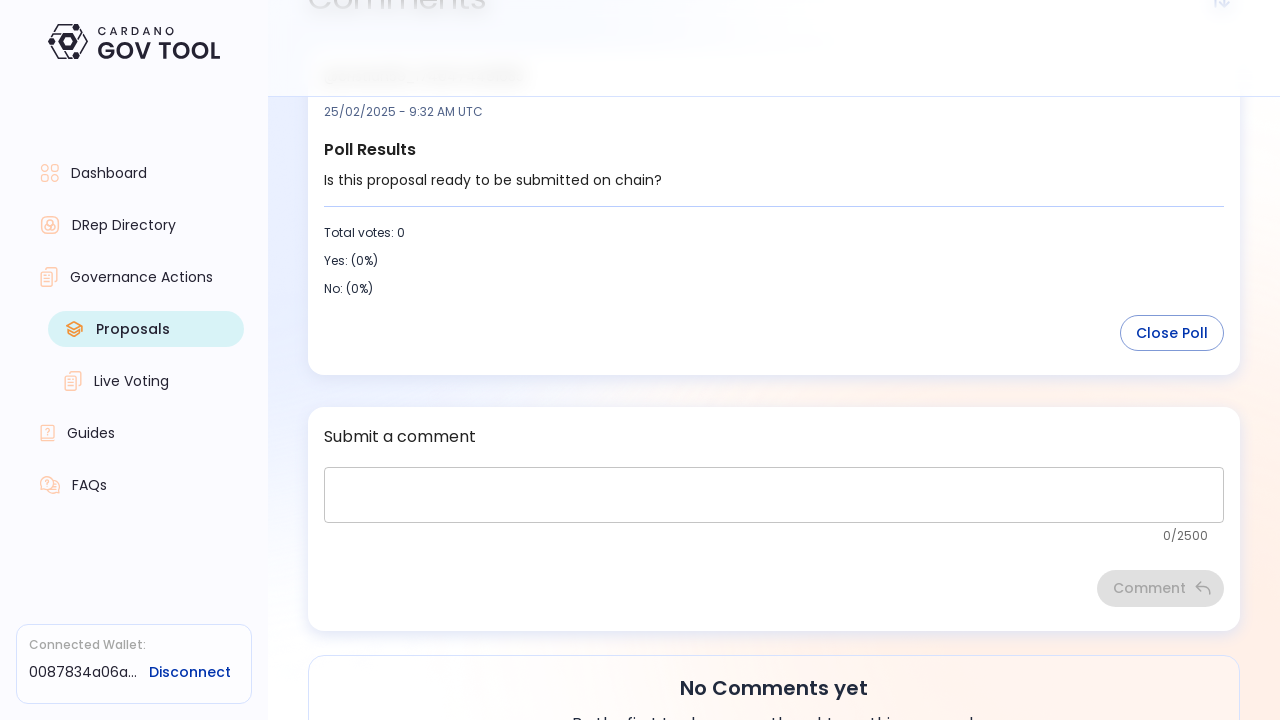 CARDANO
GOV TOOL
Dashboard
DRep Directory
Governance Actions
Proposals
Live Voting
Guides
FAQs
Connected Wallet:
0087834a06a... Disconnect
Comments
25/02/2025 - 9:32 AM UTC
Poll Results
Is this proposal ready to be submitted on chain?
Total votes: 0
Yes: (0%)
No: (0%)
Close Poll
Submit a comment
0/2500
Comment
No Comments yet